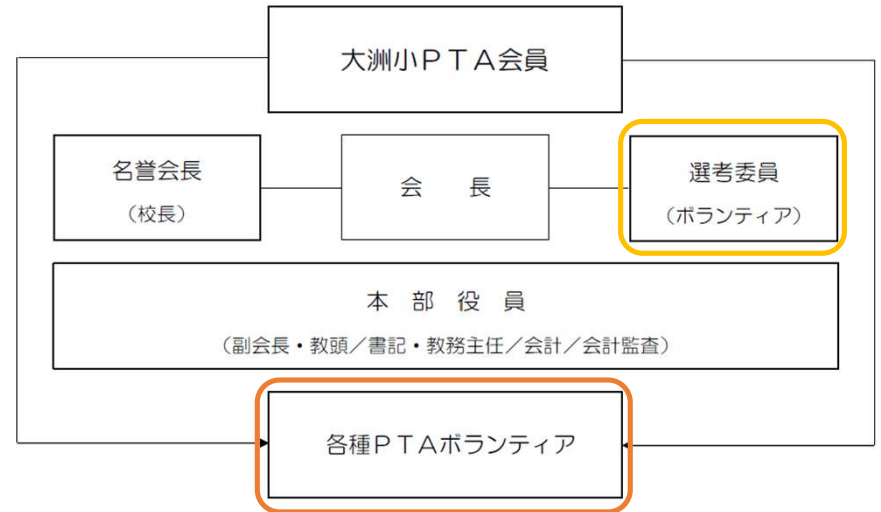 大洲小ＰＴＡ会員
名誉会長
（校長）
会　長
選考委員
（ボランティア）
本　部　役　員
（副会長・教頭／書記・教務主任／会計／会計監査）
各種ＰＴＡボランティア